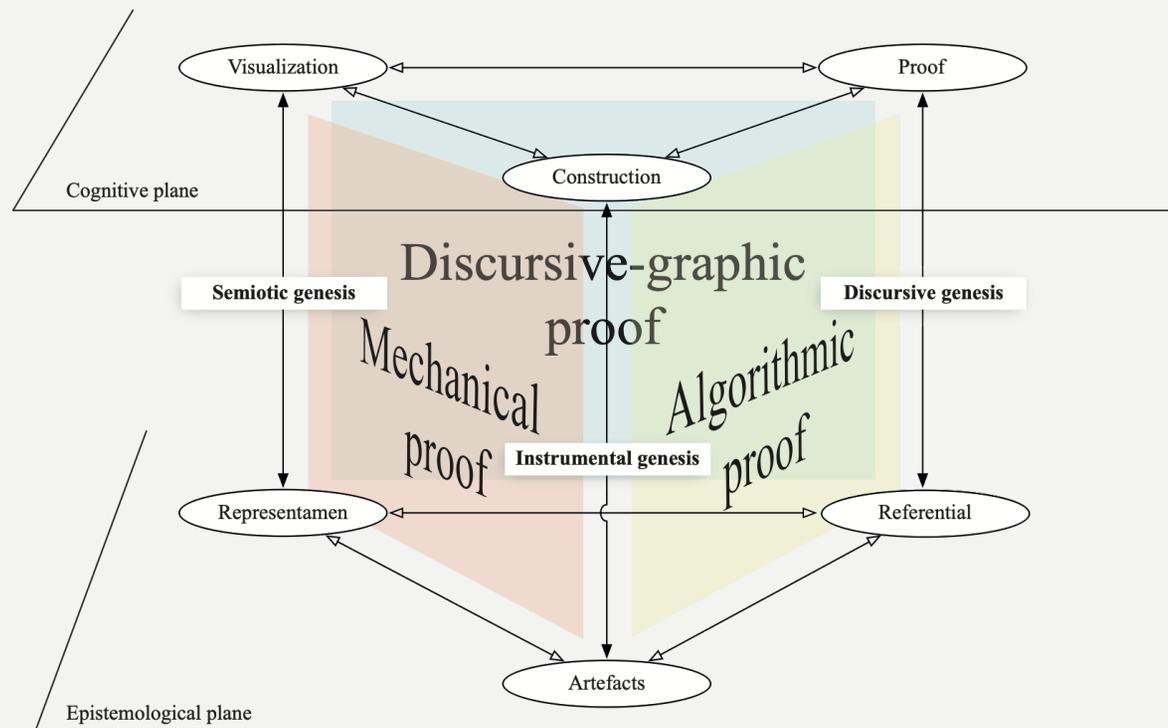 Visualization
Proof
Construction
Cognitive plane
Discursive-graphic
proof
Semiotic genesis
Discursive genesis
Mechanical
proof
Algorithmic
proof
Instrumental genesis
Representamen
Referential
Artefacts
Epistemological plane